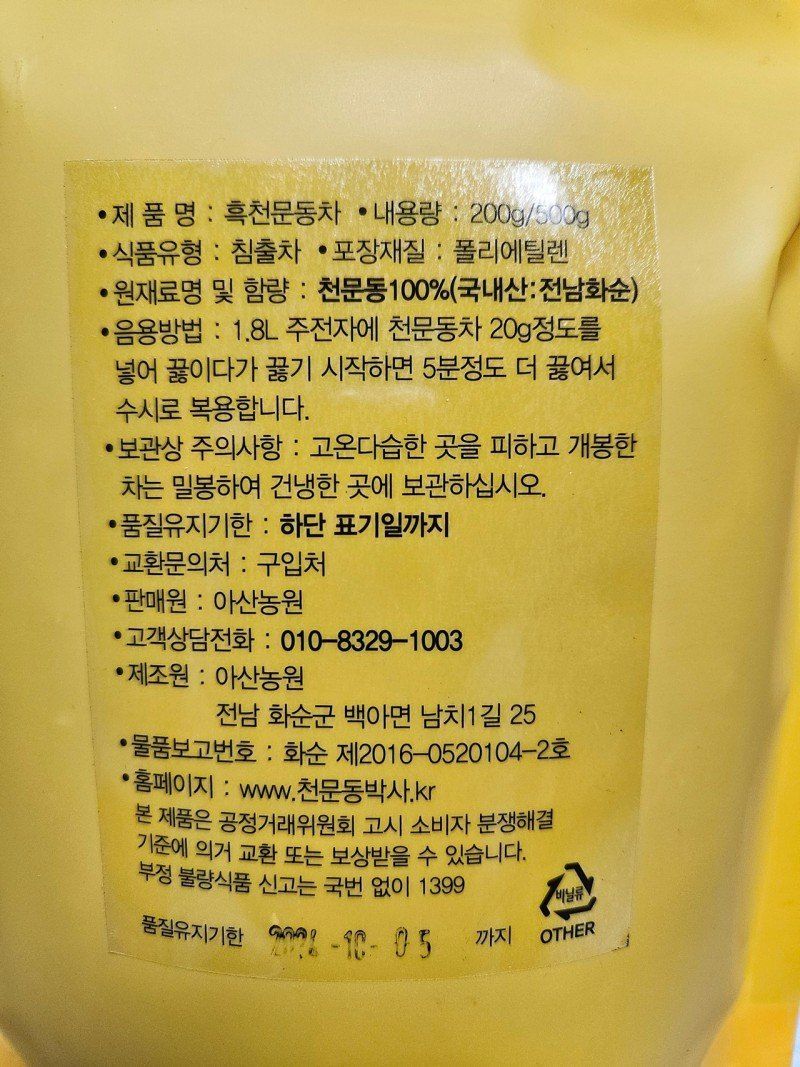 •제 품 명 : 흑천문동차 •내용량 : 200g/500g
•식품유형 : 침출차 •포장재질 : 폴리에틸렌
•원재료명 및 함량 : 천문동100%(국내산:전남화순)
•음용방법 : 1.8L 주전자에 천문동차 20g정도를
넣어 끓이다가 끓기 시작하면 5분정도 더 끓여서
수시로 복용합니다.
•보관상 주의사항 : 고온다습한 곳을 피하고 개봉한
차는 밀봉하여 건냉한 곳에 보관하십시오.
•품질유지기한 : 하단 표기일까지
•교환문의처 : 구입처
•판매원 : 아산농원
•고객상담전화 : 010-8329-1003
•제조원 : 아산농원
전남 화순군 백아면 남치1길 25
•물품보고번호 : 화순 제2016-0520104-2호
•홈페이지 : www.천문동박사.kr
본 제품은 공정거래위원회 고시 소비자 분쟁해결
기준에 의거 교환 또는 보상받을 수 있습니다.
부정 불량식품 신고는 국번 없이 1399
비닐류
품질유지기한 2024-10-05 까지 OTHER